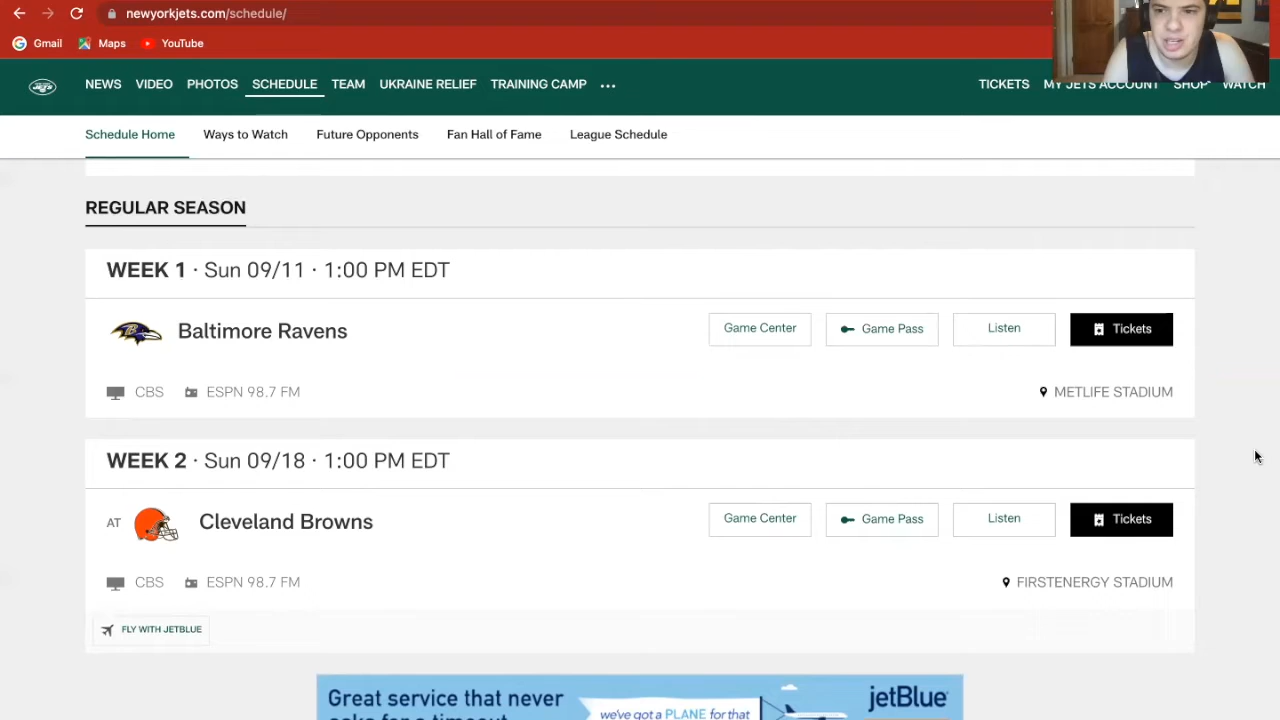 newyorkjets.com/schedule/
Gmail Maps YouTube
JETS
NEWS VIDEO PHOTOS SCHEDULE TEAM UKRAINE RELIEF TRAINING CAMP ... TICKETS MY JETS ACCOUNT SHOP WATCH
Schedule Home Ways to Watch Future Opponents Fan Hall of Fame League Schedule
REGULAR SEASON
WEEK 1 · Sun 09/11 · 1:00 PM EDT
B Baltimore Ravens Game Center Game Pass Listen Tickets
CBS ESPN 98.7 FM METLIFE STADIUM
WEEK 2 · Sun 09/18 · 1:00 PM EDT
AT Cleveland Browns Game Center Game Pass Listen Tickets
CBS ESPN 98.7 FM FIRSTENERGY STADIUM
FLY WITH JETBLUE
Great service that never
asks for a timeout
we've got a PLANE for that
jetBlue